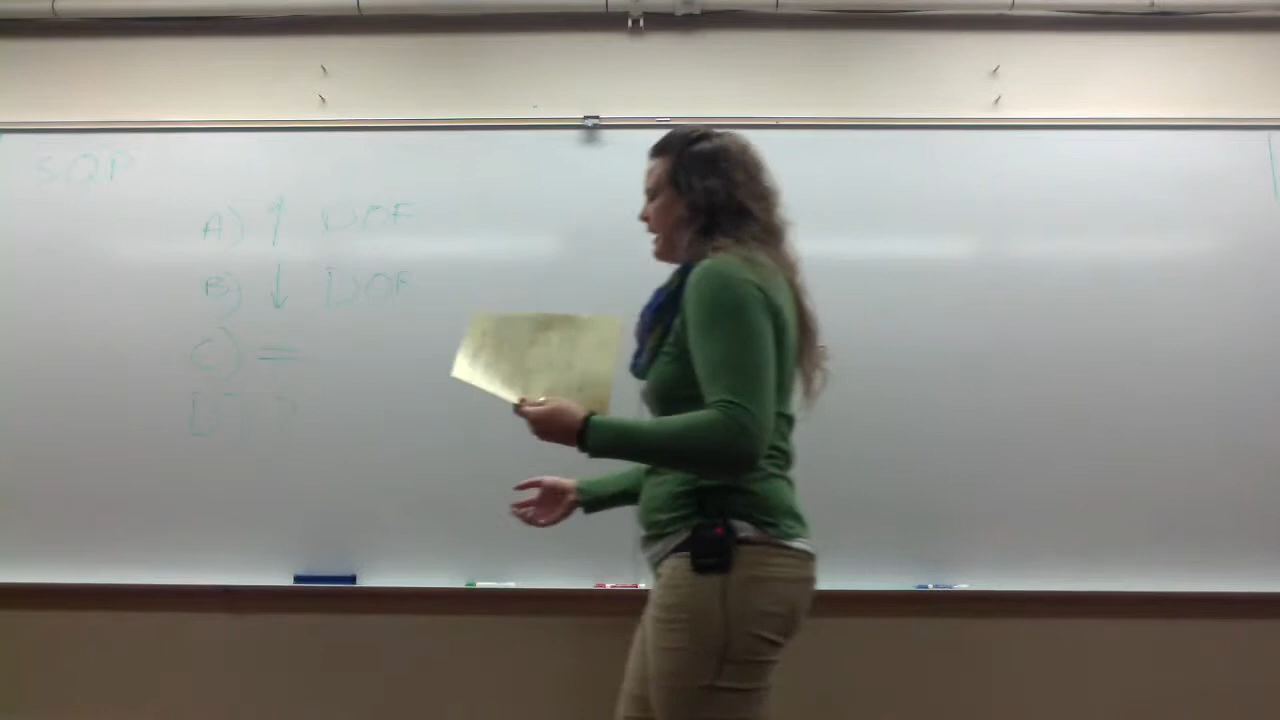 SQP
A) ↑ DOF
B) ↓ DOF
C) =
D) ?